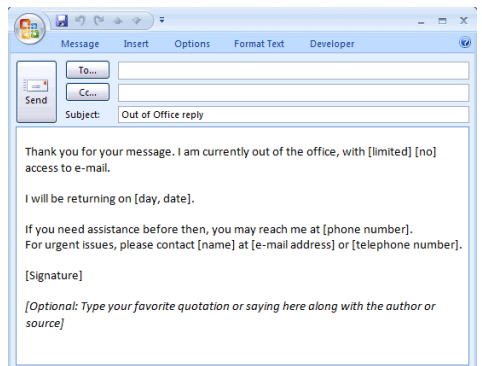 Message Insert Options Format Text Developer
To...
Cc...
Send
Subject: Out of Office reply
Thank you for your message. I am currently out of the office, with [limited] [no]
access to e-mail.
I will be returning on [day, date].
If you need assistance before then, you may reach me at [phone number].
For urgent issues, please contact [name] at [e-mail address] or [telephone number].
[Signature]
[Optional: Type your favorite quotation or saying here along with the author or
source]